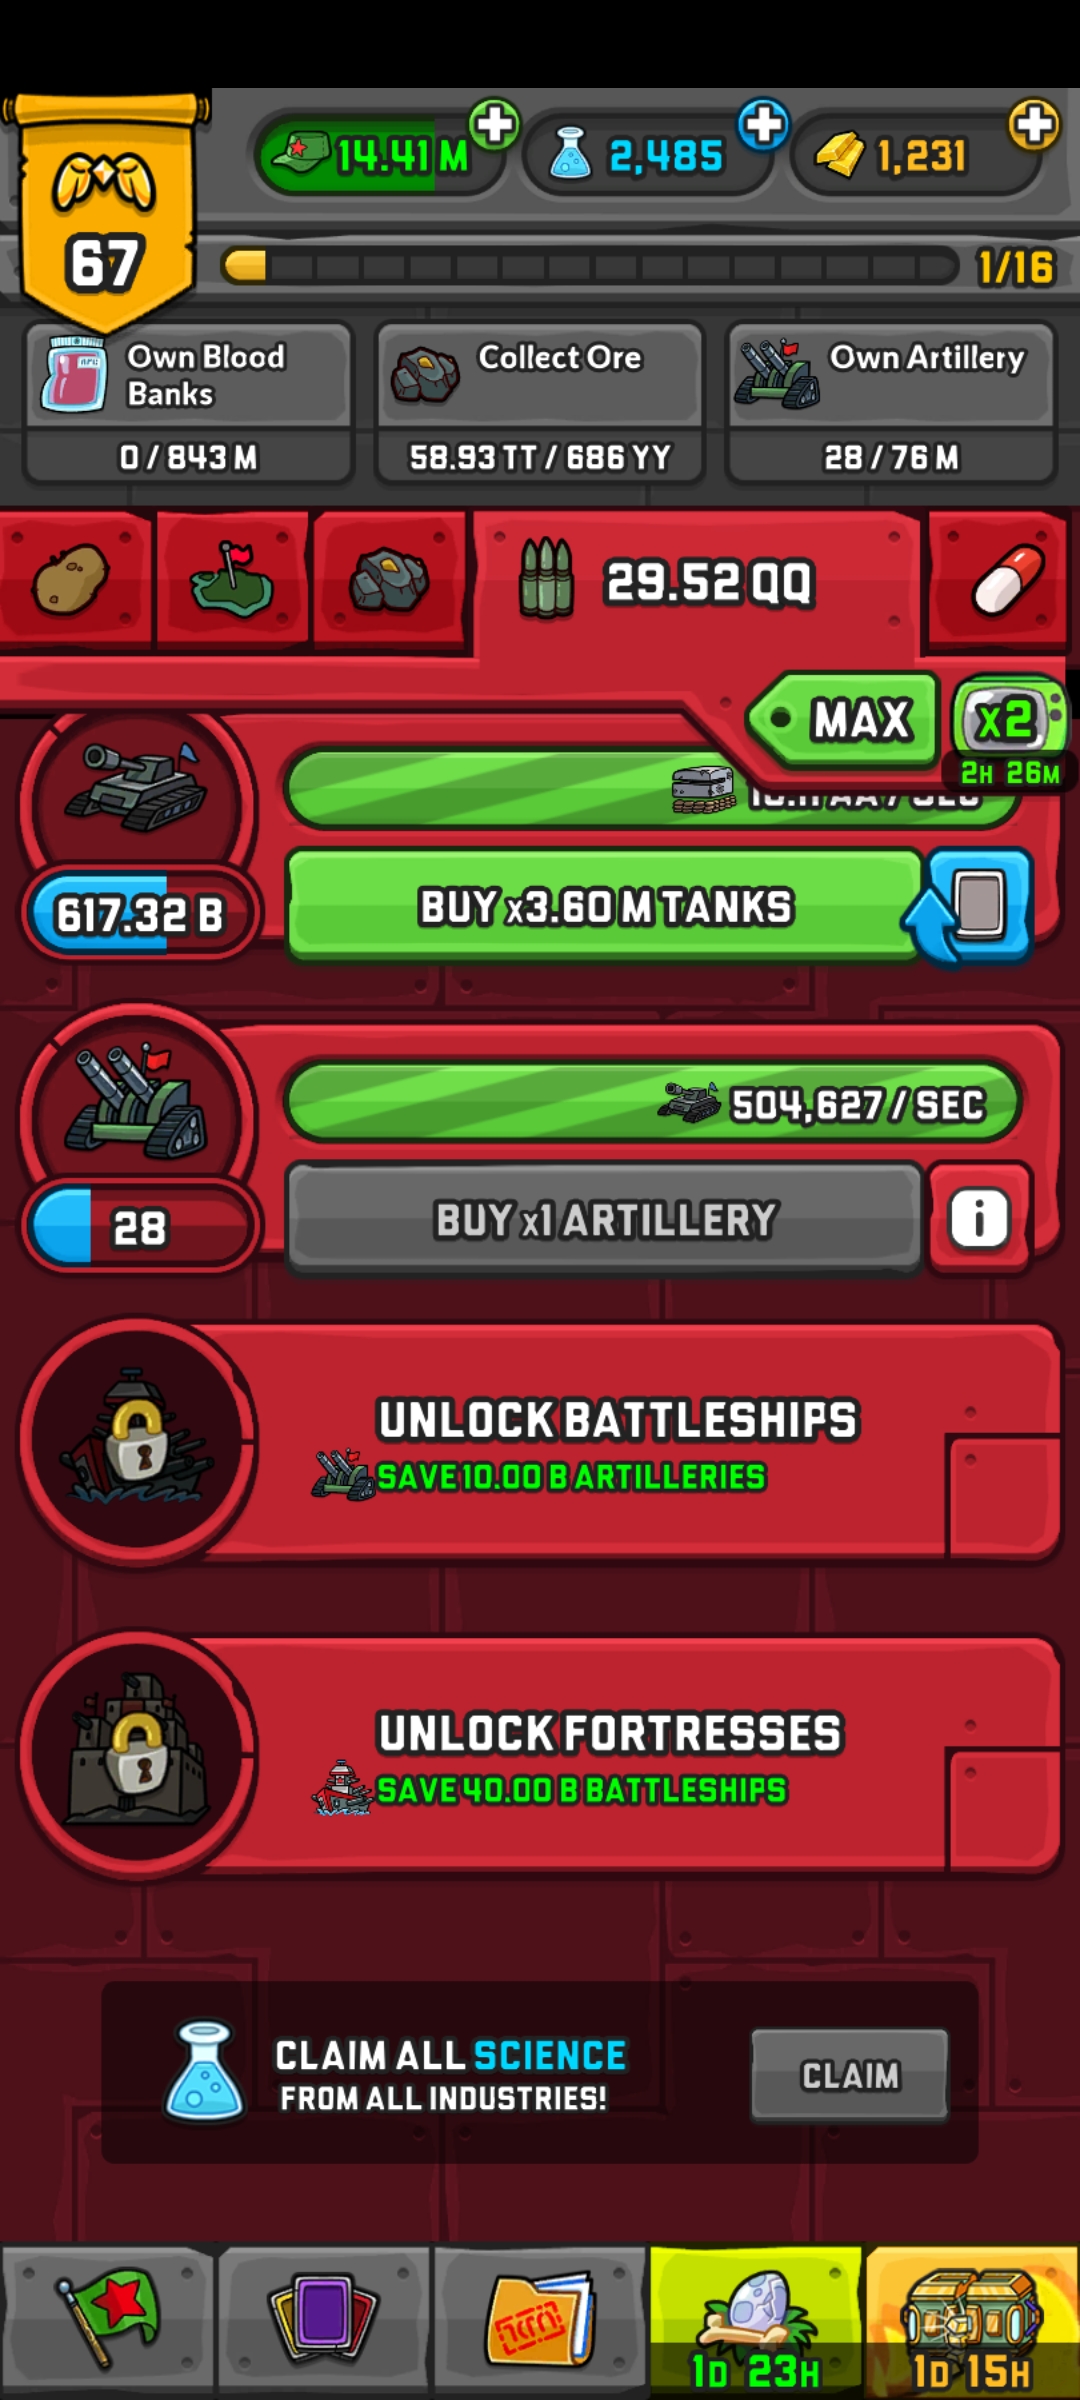 14.41 M
2,485
1,231
67
1/16
Own Blood
Banks
Collect Ore
Own Artillery
0 / 843 M
58.93 TT / 686 YY
28 / 76 M
29.52 QQ
MAX
x2
2H 26M
/ SEC
617.32 B
BUY x3.60 M TANKS
504,627 / SEC
28
BUY x1 ARTILLERY
i
UNLOCK BATTLESHIPS
SAVE 10.00 B ARTILLERIES
UNLOCK FORTRESSES
SAVE 40.00 B BATTLESHIPS
CLAIM ALL SCIENCE
FROM ALL INDUSTRIES!
CLAIM
1D 23H
1D 15H